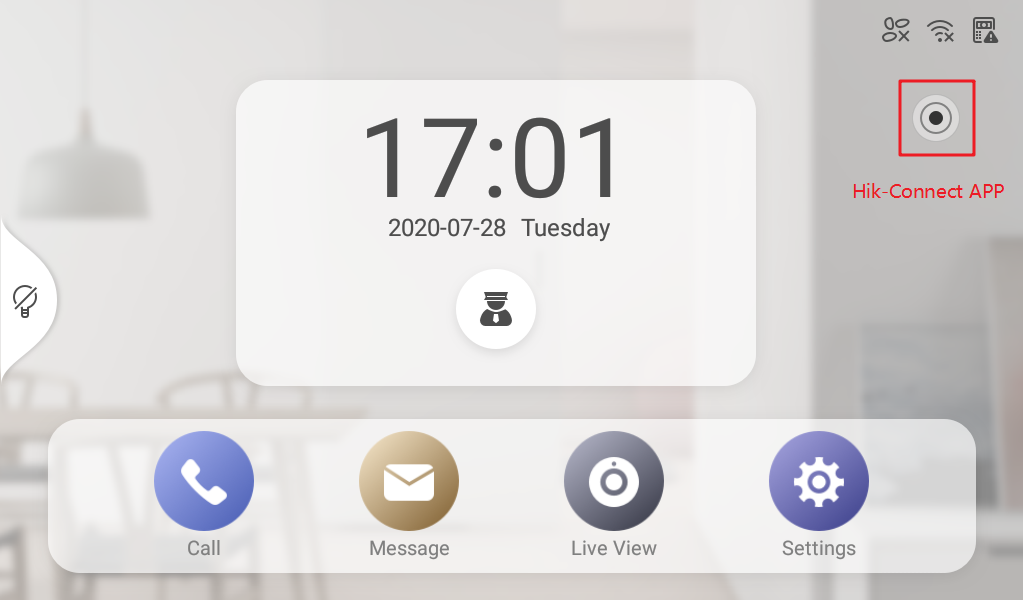 17:01
2020-07-28 Tuesday
Hik-Connect APP
Call
Message
Live View
Settings